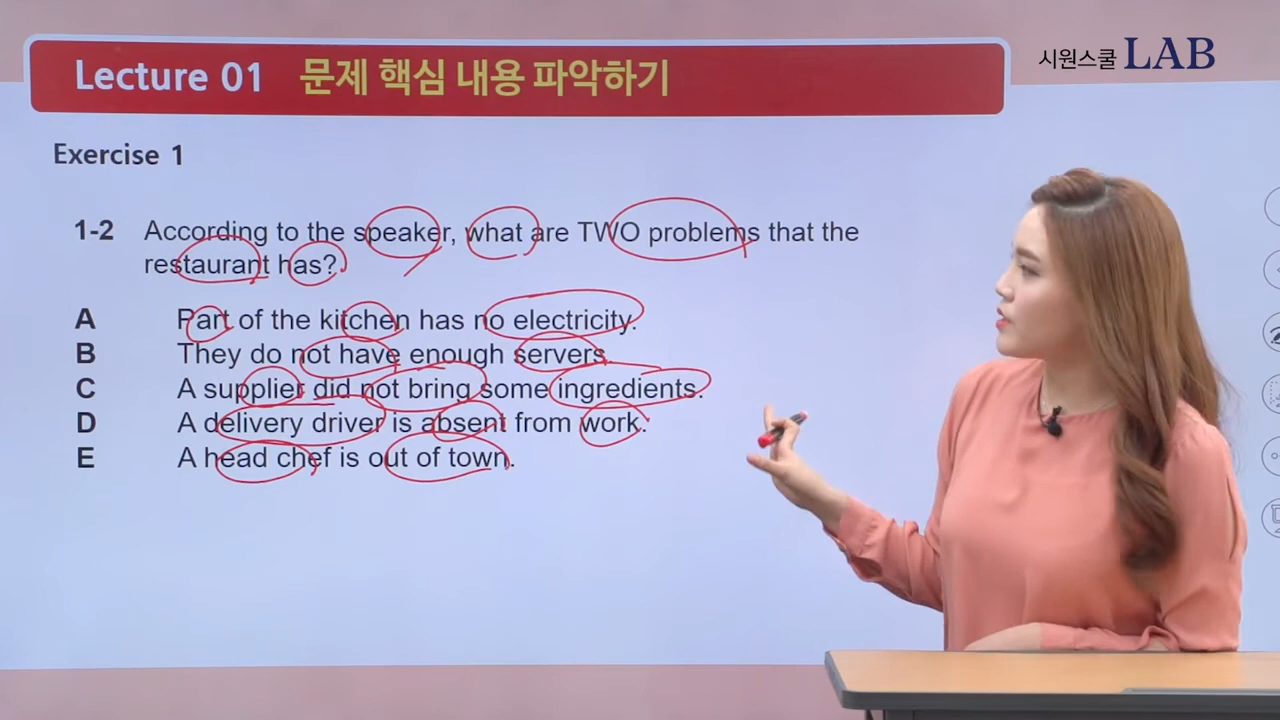 Lecture 01 문제 핵심 내용 파악하기
시원스쿨 LAB
Exercise 1
1-2 According to the speaker, what are TWO problems that the
restaurant has?
A Part of the kitchen has no electricity.
B They do not have enough servers.
C A supplier did not bring some ingredients.
D A delivery driver is absent from work.
E A head chef is out of town.